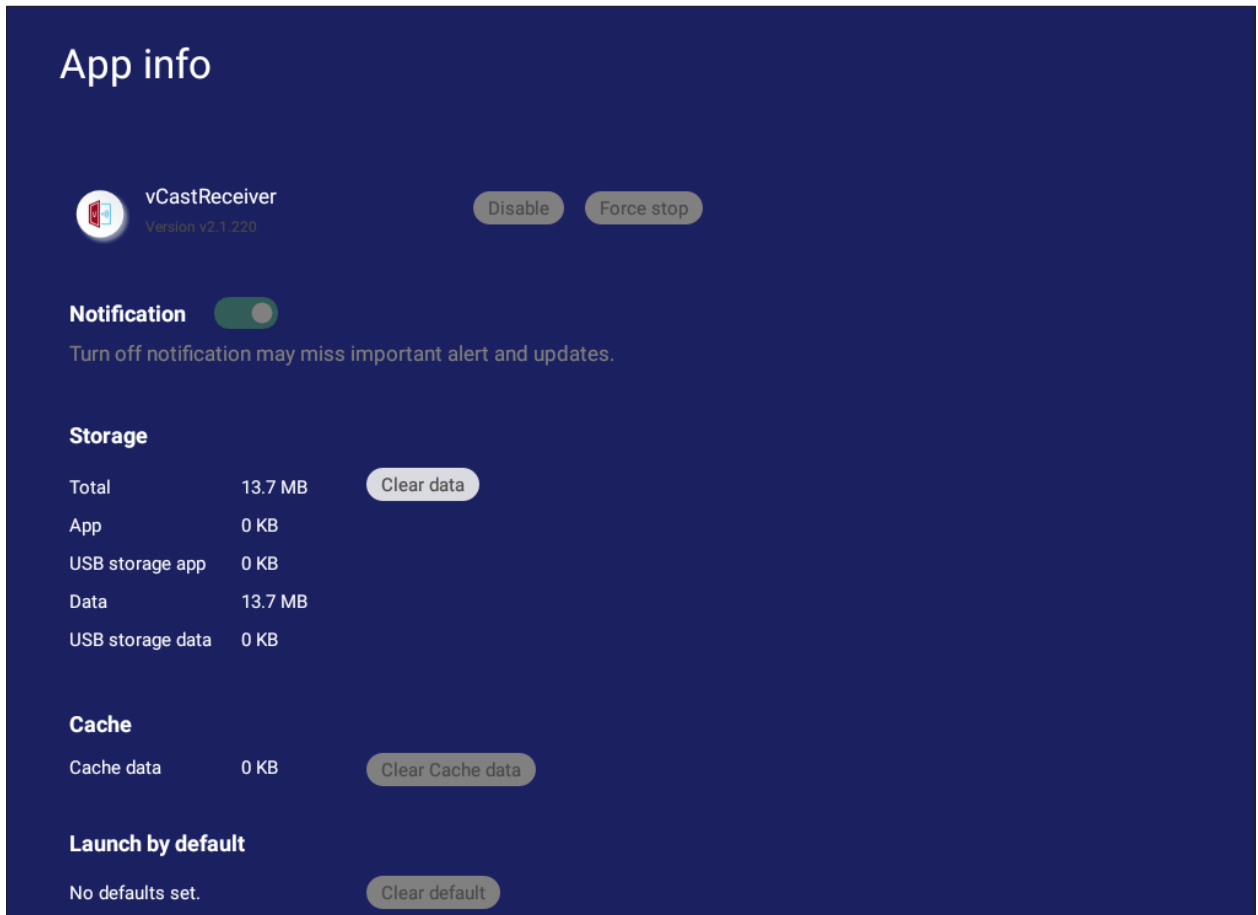 App info
vCastReceiver
Disable
Force stop
Version v2.1.220
Notification
Turn off notification may miss important alert and updates.
Storage
Total 13.7 MB Clear data
App 0 KB
USB storage app 0 KB
Data 13.7 MB
USB storage data 0 KB
Cache
Cache data 0 KB Clear Cache data
Launch by default
No defaults set. Clear default